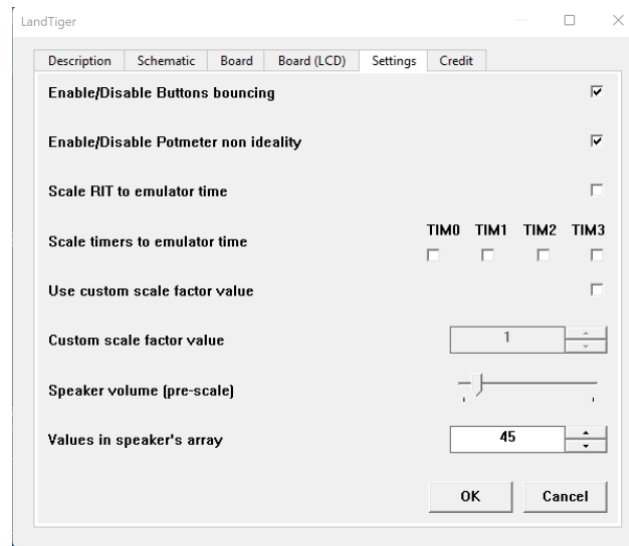 LandTiger
Description Schematic Board Board (LCD) Settings Credit
Enable/Disable Buttons bouncing
Enable/Disable Potmeter non ideality
Scale RIT to emulator time
TIM0 TIM1 TIM2 TIM3
Scale timers to emulator time
Use custom scale factor value
Custom scale factor value 1
Speaker volume (pre-scale)
Values in speaker's array 45
OK Cancel